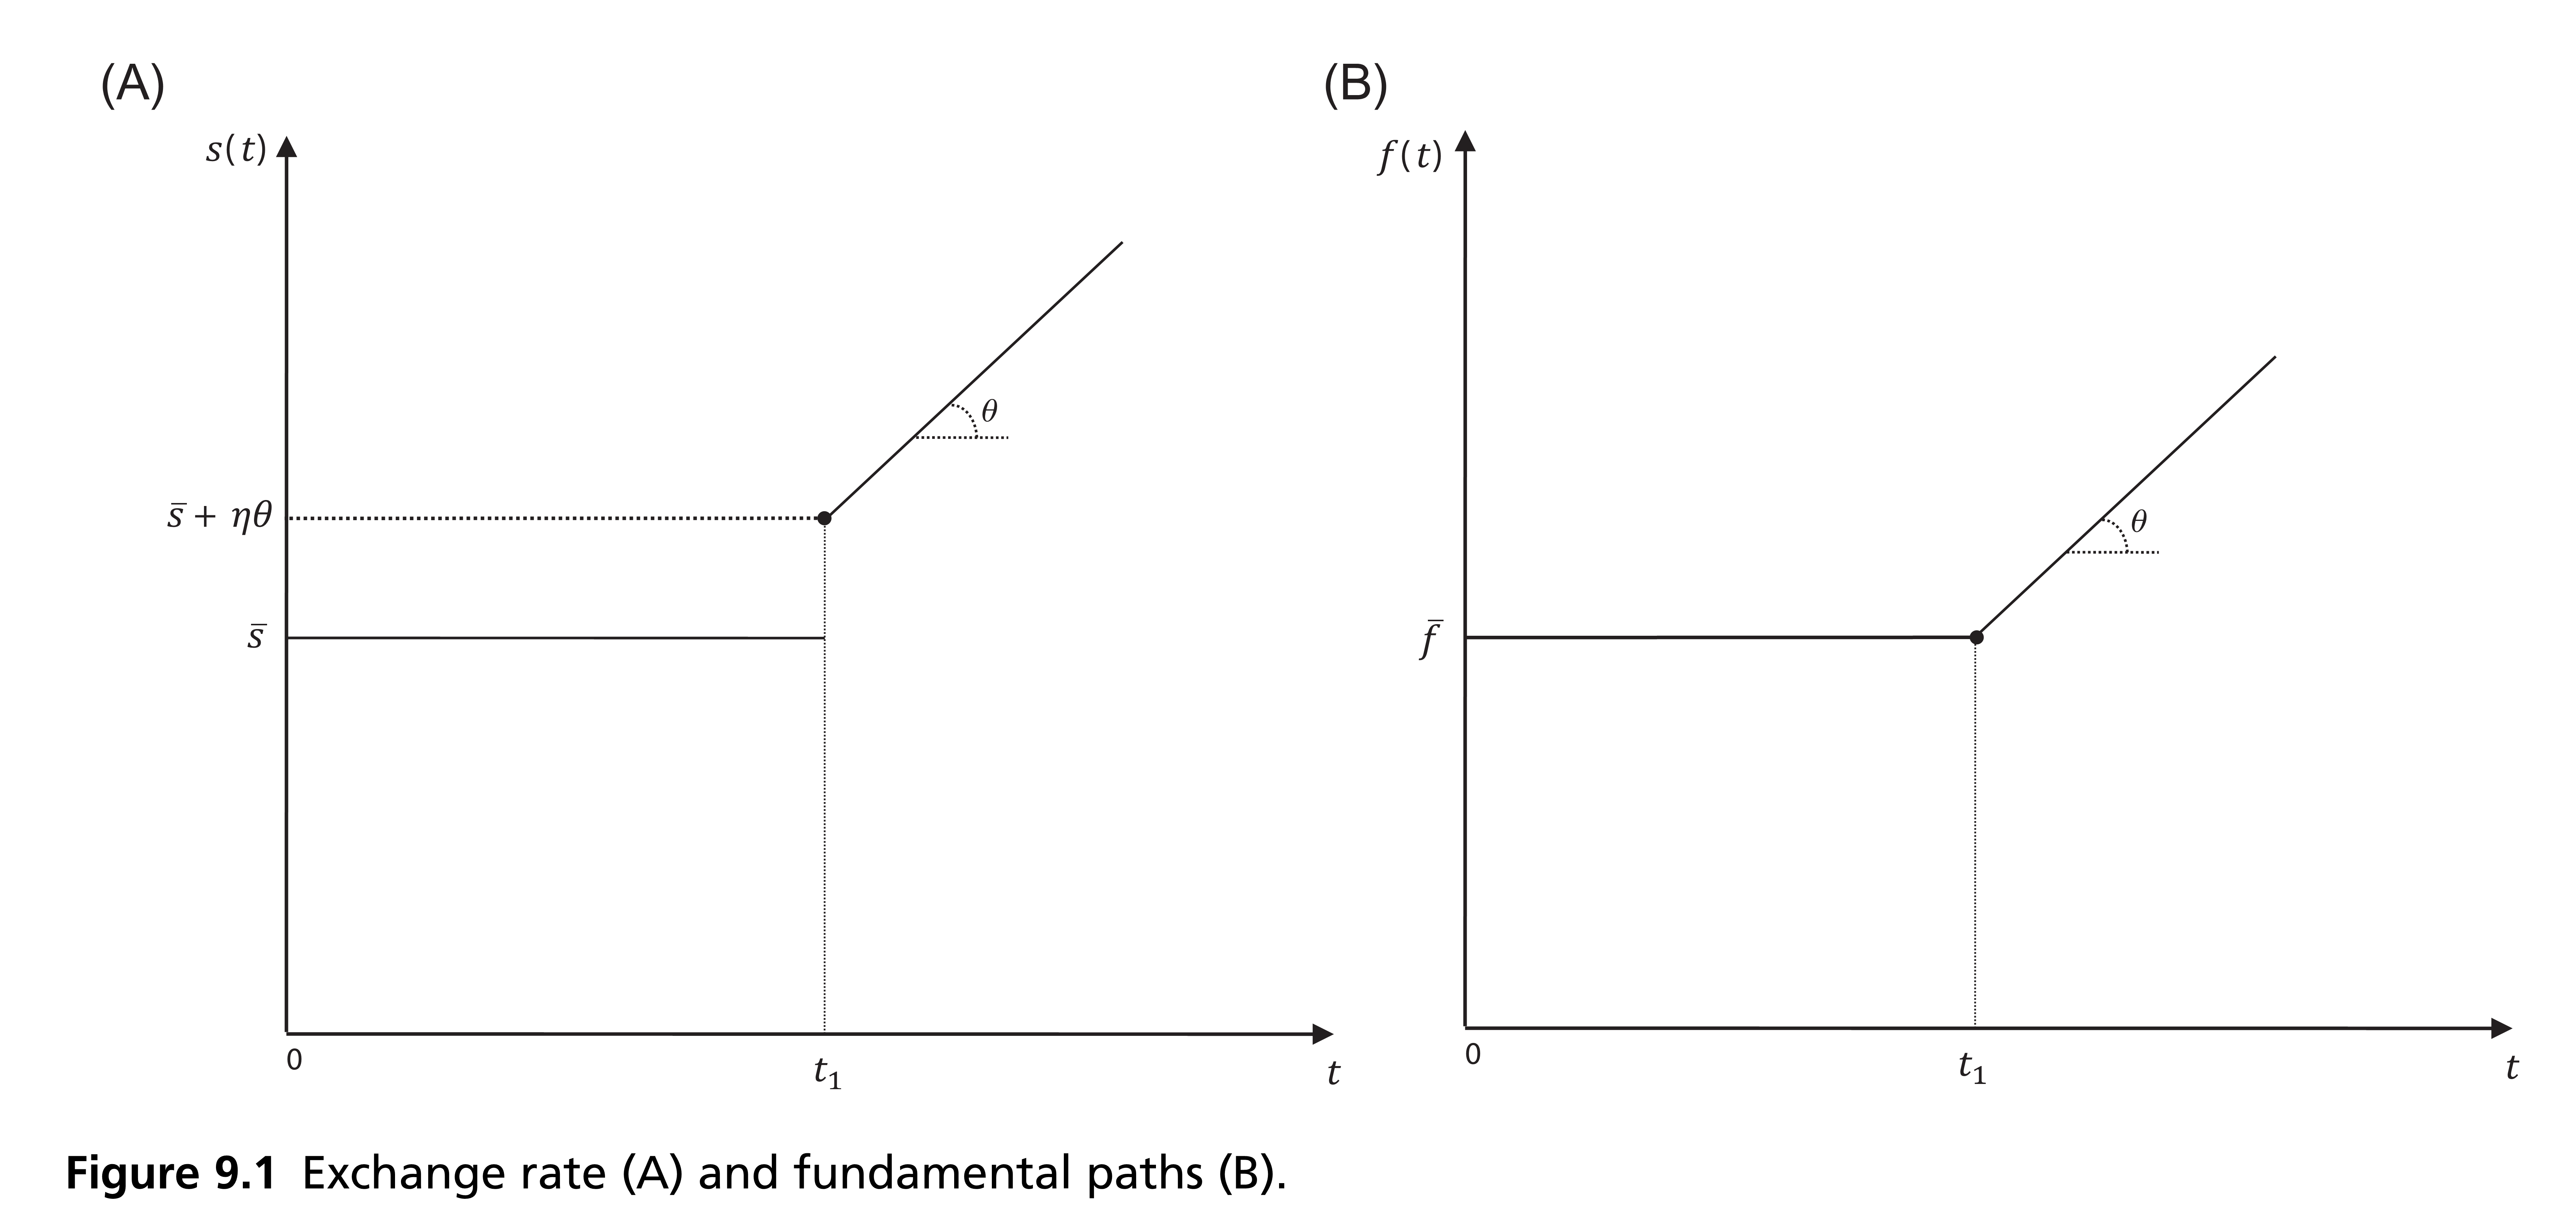 (A)
s(t)
θ
s̄ + ηθ
s̄
0
t₁
t
(B)
f(t)
θ
f̄
0
t₁
t
Figure 9.1 Exchange rate (A) and fundamental paths (B).